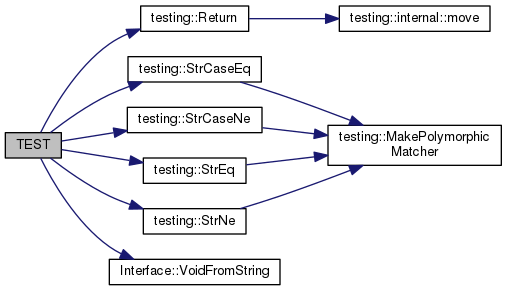 testing::Return
testing::internal::move
testing::StrCaseEq
testing::StrCaseNe
testing::MakePolymorphic
Matcher
TEST
testing::StrEq
testing::StrNe
Interface::VoidFromString